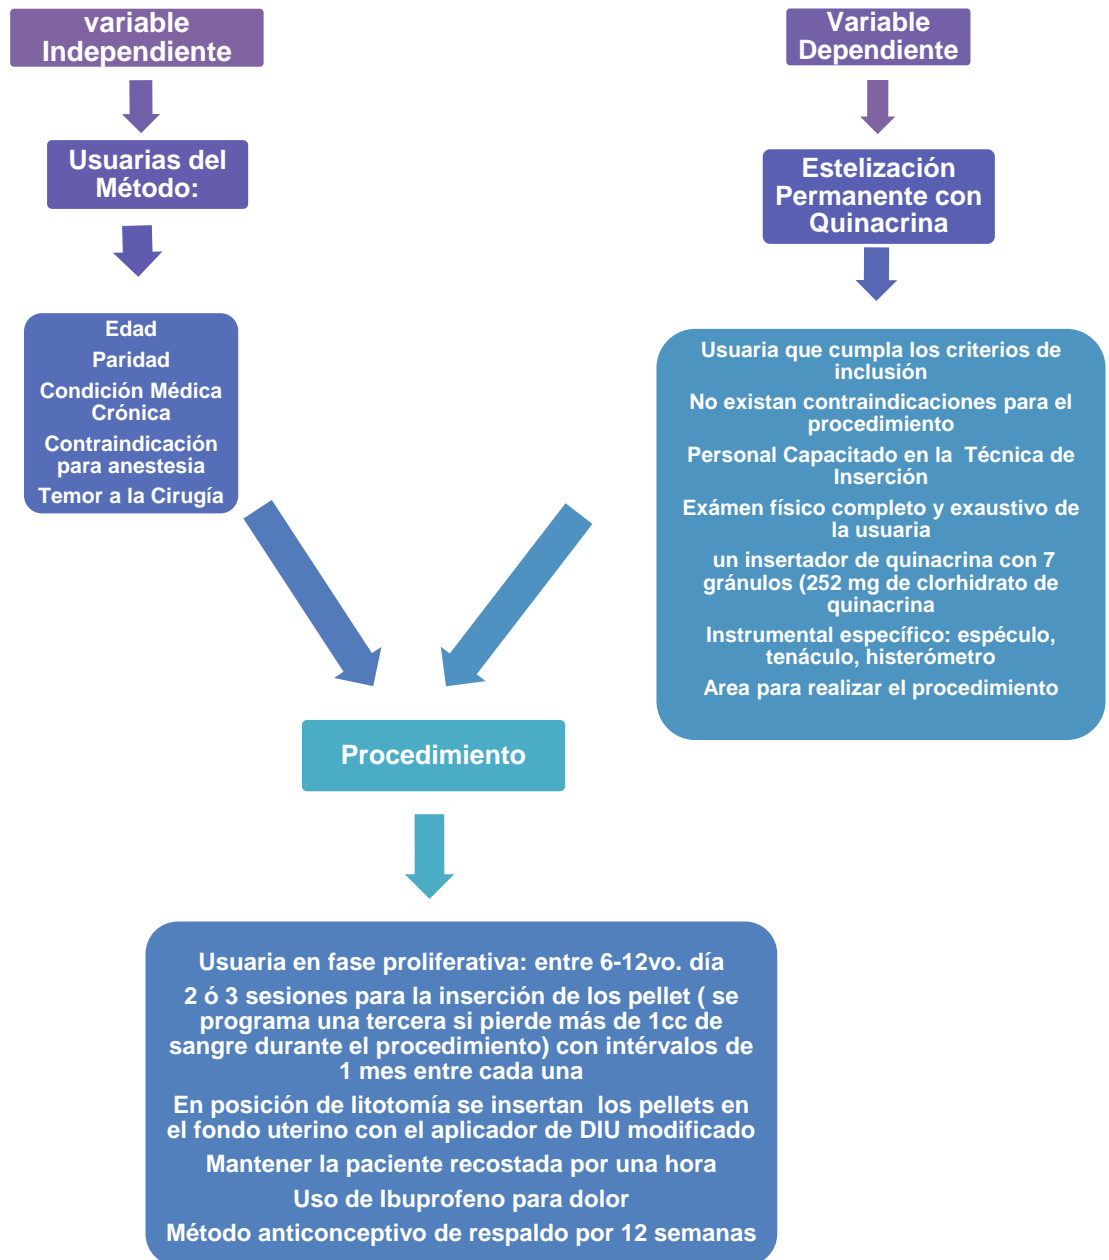 variable
Independiente
Usuarias del
Método:
Edad
Paridad
Condición Médica
Crónica
Contraindicación
para anestesia
Temor a la Cirugía
Variable
Dependiente
Estelización
Permanente con
Quinacrina
Usuaria que cumpla los criterios de
inclusión
No existan contraindicaciones para el
procedimiento
Personal Capacitado en la Técnica de
Inserción
Exámen físico completo y exaustivo de
la usuaria
un insertador de quinacrina con 7
gránulos (252 mg de clorhidrato de
quinacrina
Instrumental específico: espéculo,
tenáculo, histerómetro
Area para realizar el procedimiento
Procedimiento
Usuaria en fase proliferativa: entre 6-12vo. día
2 ó 3 sesiones para la inserción de los pellet ( se
programa una tercera si pierde más de 1cc de
sangre durante el procedimiento) con intérvalos de
1 mes entre cada una
En posición de litotomía se insertan los pellets en
el fondo uterino con el aplicador de DIU modificado
Mantener la paciente recostada por una hora
Uso de Ibuprofeno para dolor
Método anticonceptivo de respaldo por 12 semanas